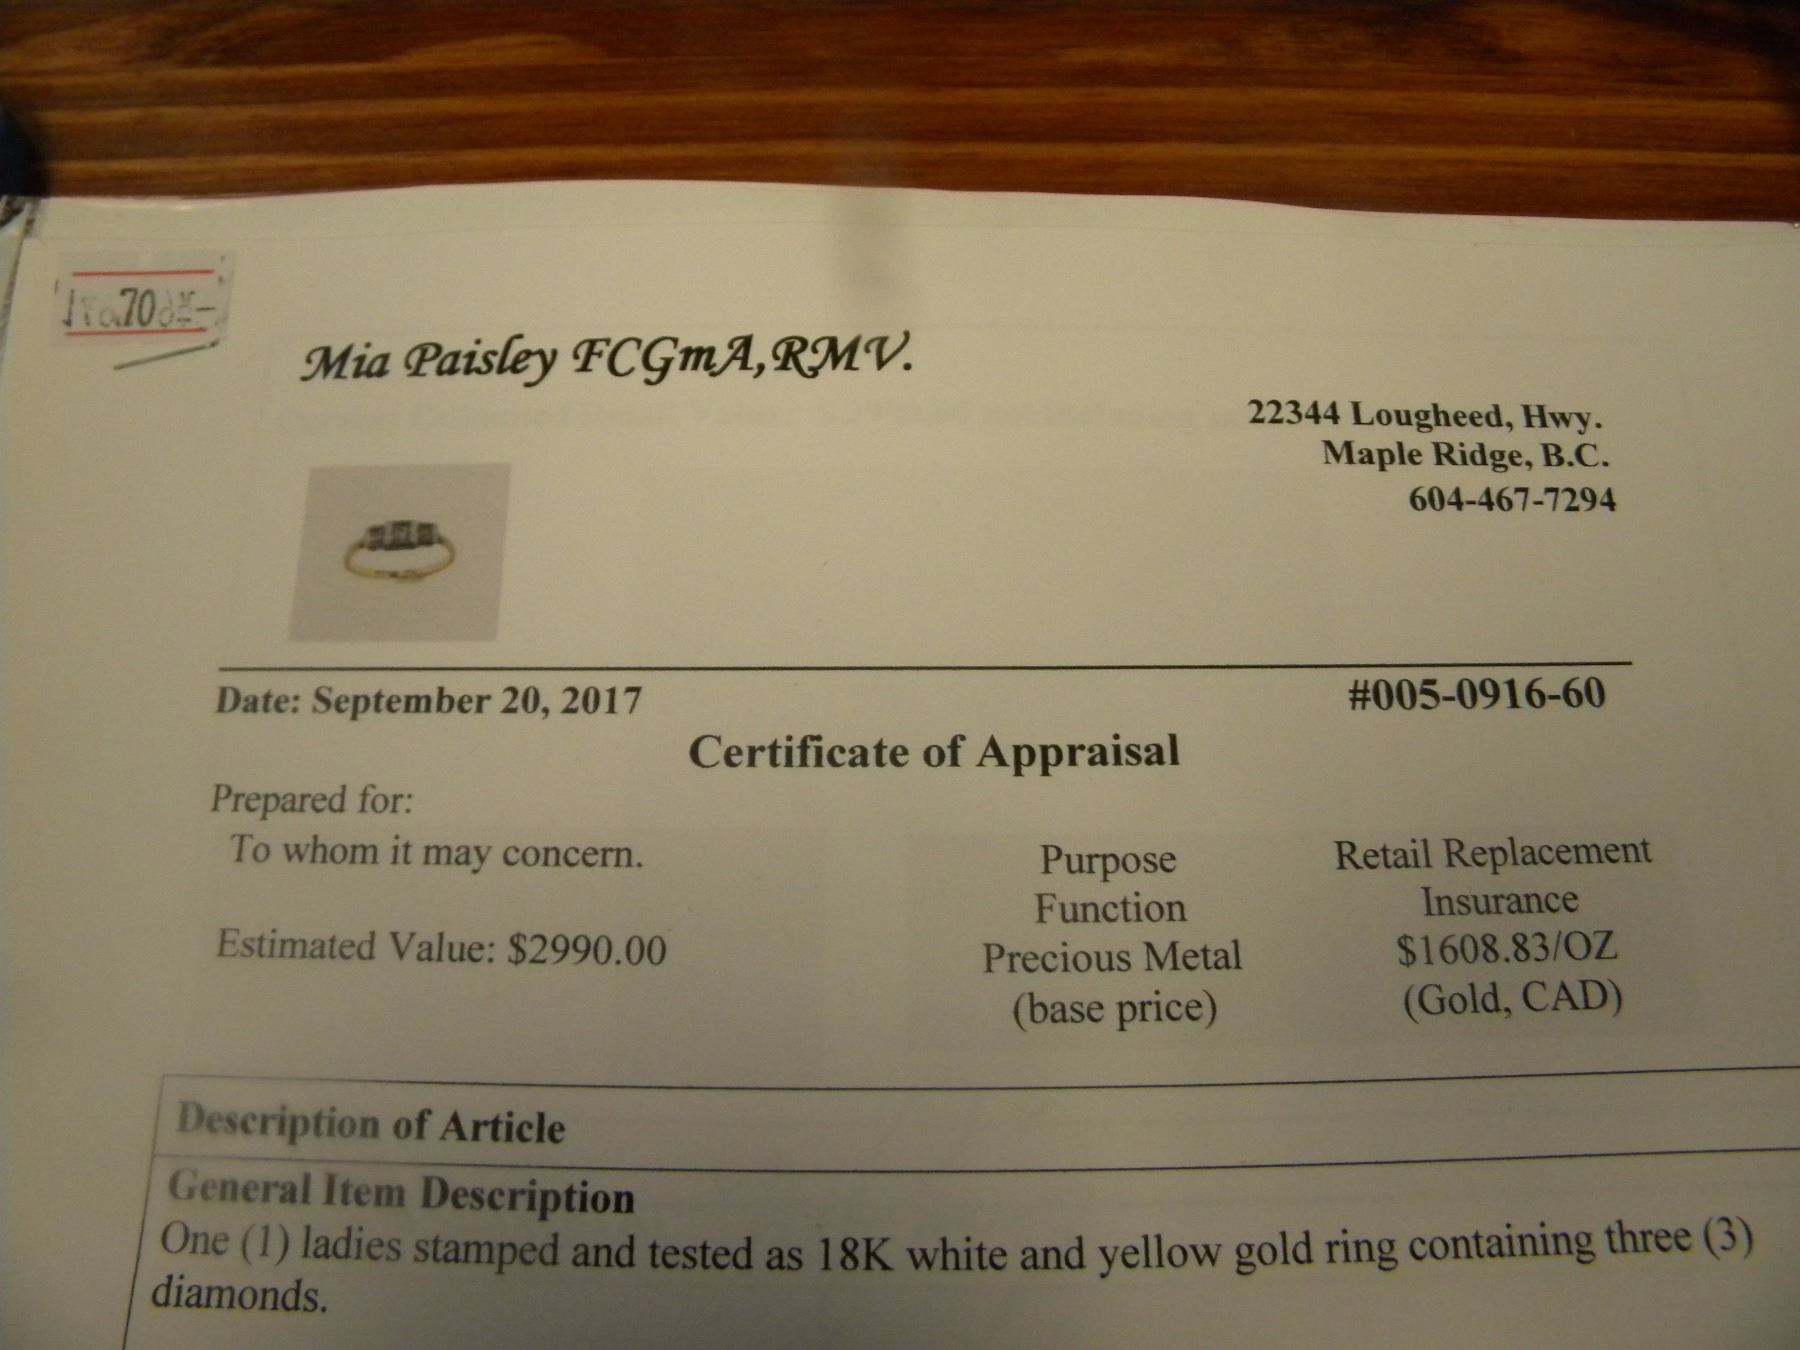 Mia Paisley FCGmA,RMV.
22344 Lougheed, Hwy.
Maple Ridge, B.C.
604-467-7294
Date: September 20, 2017
#005-0916-60
Certificate of Appraisal
Prepared for:
To whom it may concern.
Estimated Value: $2990.00
Purpose Retail Replacement
Function Insurance
Precious Metal $1608.83/OZ
(base price) (Gold, CAD)
Description of Article
General Item Description
One (1) ladies stamped and tested as 18K white and yellow gold ring containing three (3)
diamonds.